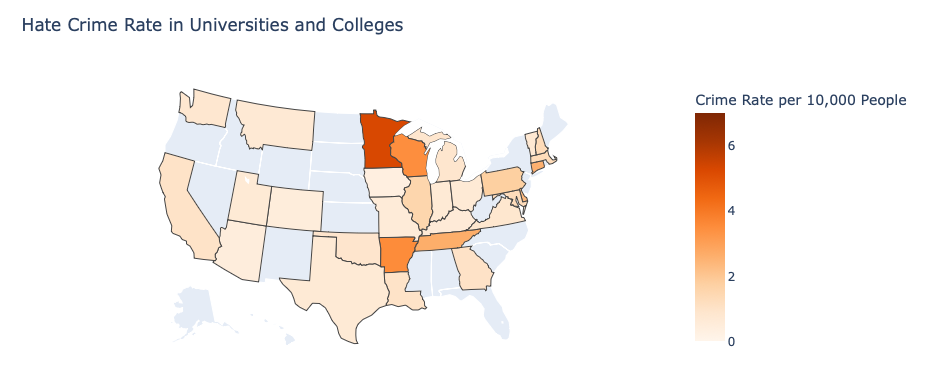 Hate Crime Rate in Universities and Colleges
Crime Rate per 10,000 People
6
4
2
0